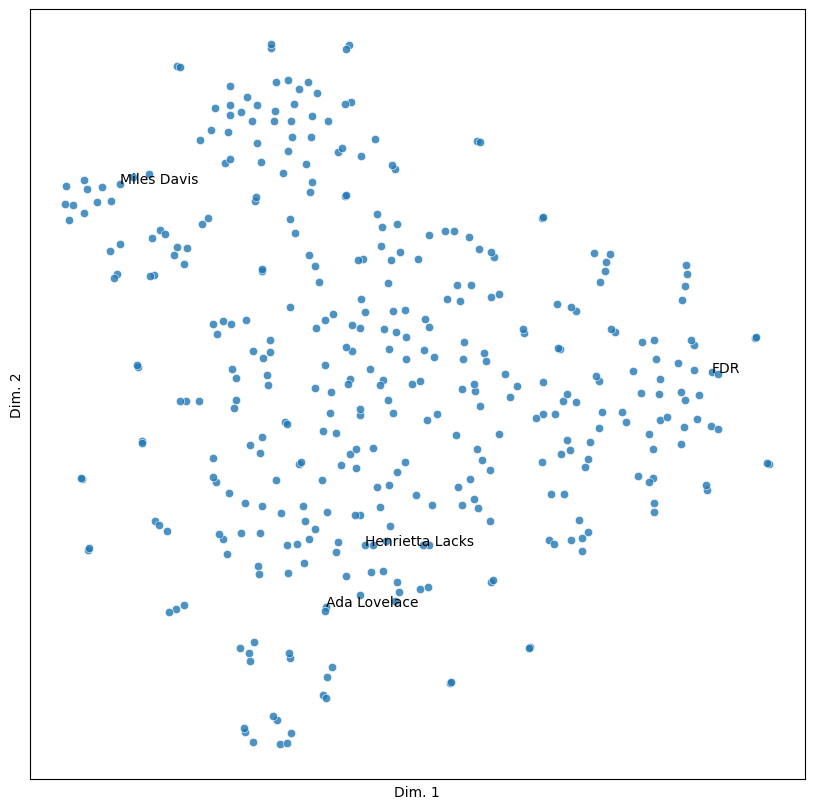 Miles Davis
FDR
Henrietta Lacks
Ada Lovelace
Dim. 2
Dim. 1